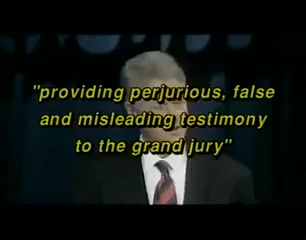 "providing perjurious, false
and misleading testimony
to the grand jury"